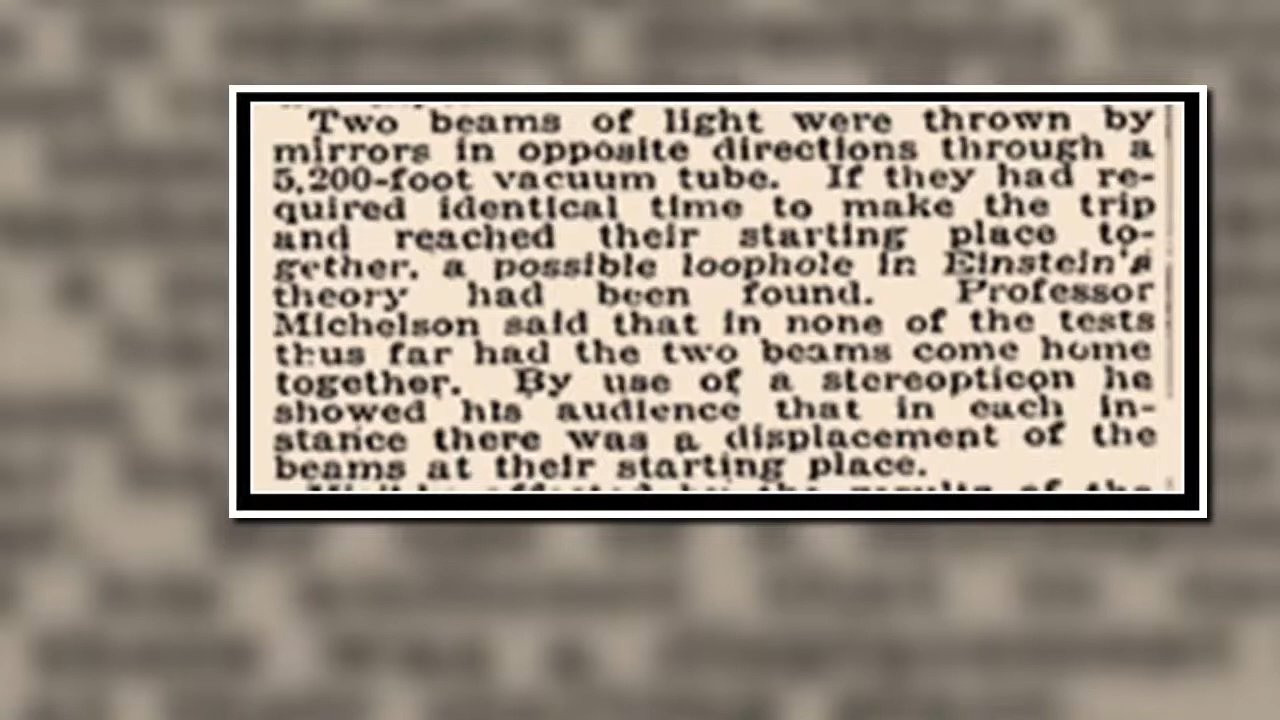 Two beams of light were thrown by
mirrors in opposite directions through a
5,200-foot vacuum tube. If they had re-
quired identical time to make the trip
and reached their starting place to-
gether, a possible loophole in Einstein's
theory had been found. Professor
Michelson said that in none of the tests
thus far had the two beams come home
together. By use of a stereopticon he
showed his audience that in each in-
stance there was a displacement of the
beams at their starting place.